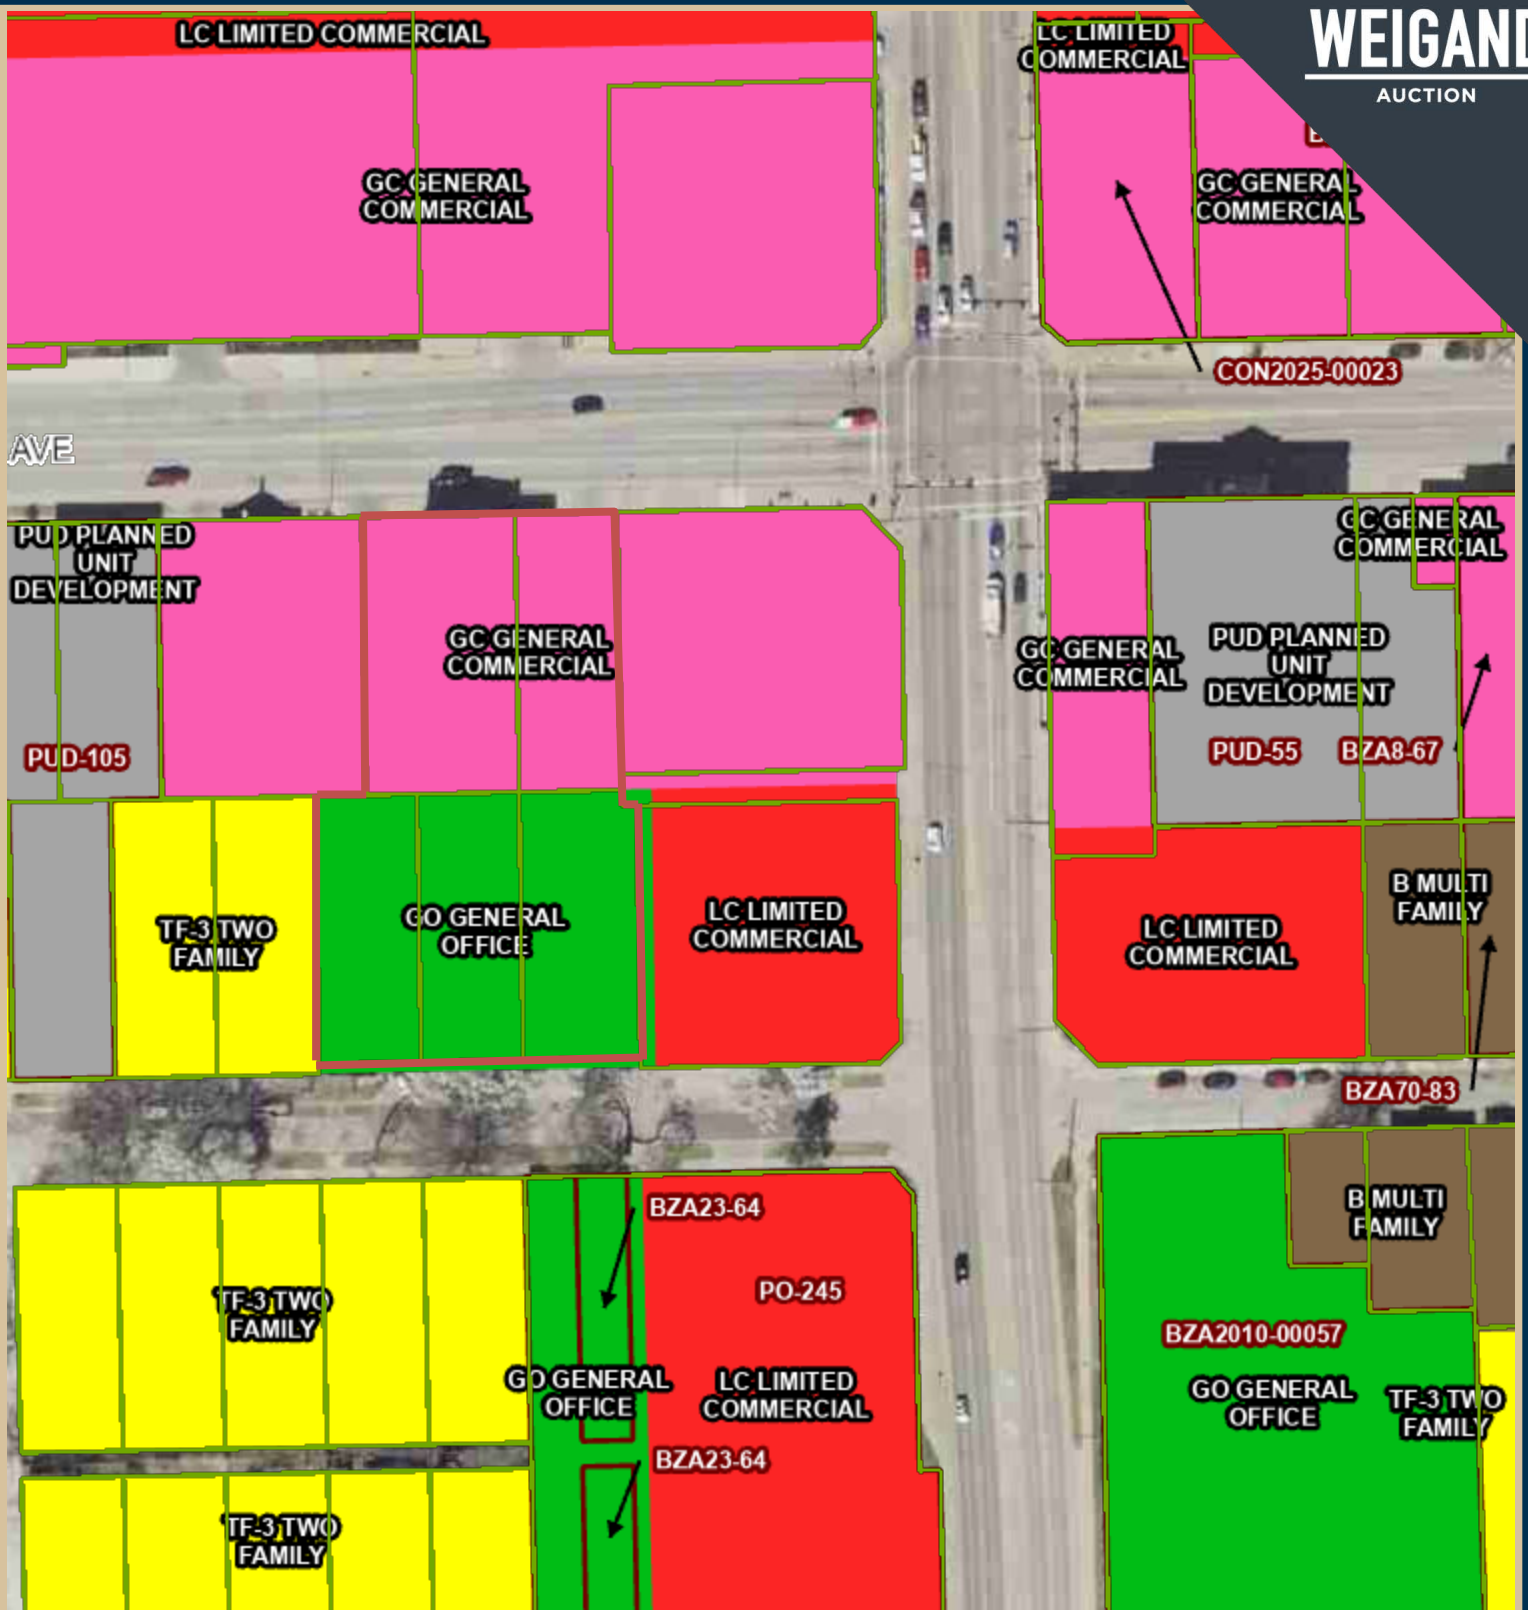 LC LIMITED COMMERCIAL
LC LIMITED
COMMERCIAL
WEIGAND
AUCTION
GC GENERAL
COMMERCIAL
GC GENERAL
COMMERCIAL
CON2025-00023
AVE
PUD PLANNED
UNIT
DEVELOPMENT
GC GENERAL
COMMERCIAL
GC GENERAL
COMMERCIAL
GC GENERAL
COMMERCIAL
PUD PLANNED
UNIT
DEVELOPMENT
PUD-105
PUD-55
BZA8-67
TF-3 TWO
FAMILY
GO GENERAL
OFFICE
LC LIMITED
COMMERCIAL
LC LIMITED
COMMERCIAL
B MULTI
FAMILY
BZA70-83
BZA23-64
B MULTI
FAMILY
PO-245
TF-3 TWO
FAMILY
BZA2010-00057
GO GENERAL
OFFICE
LC LIMITED
COMMERCIAL
GO GENERAL
OFFICE
TF-3 TWO
FAMILY
BZA23-64
TF-3 TWO
FAMILY